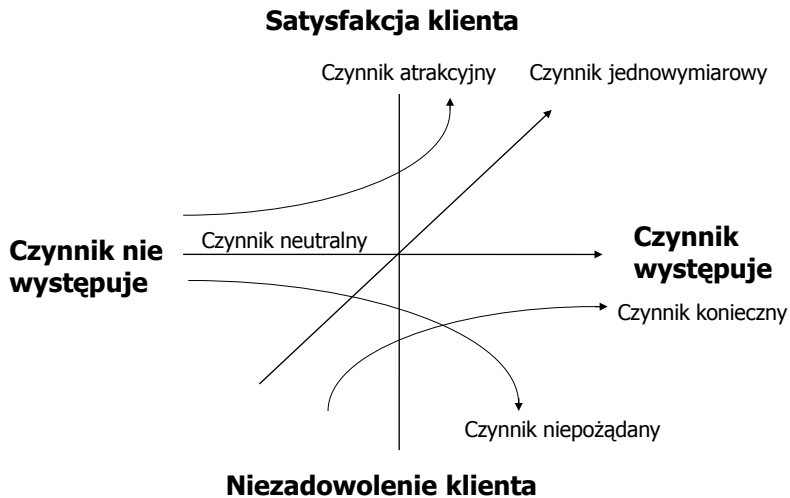 Satysfakcja klienta
Czynnik atrakcyjny
Czynnik jednowymiarowy
Czynnik nie
występuje
Czynnik neutralny
Czynnik
występuje
Czynnik konieczny
Czynnik niepożądany
Niezadowolenie klienta